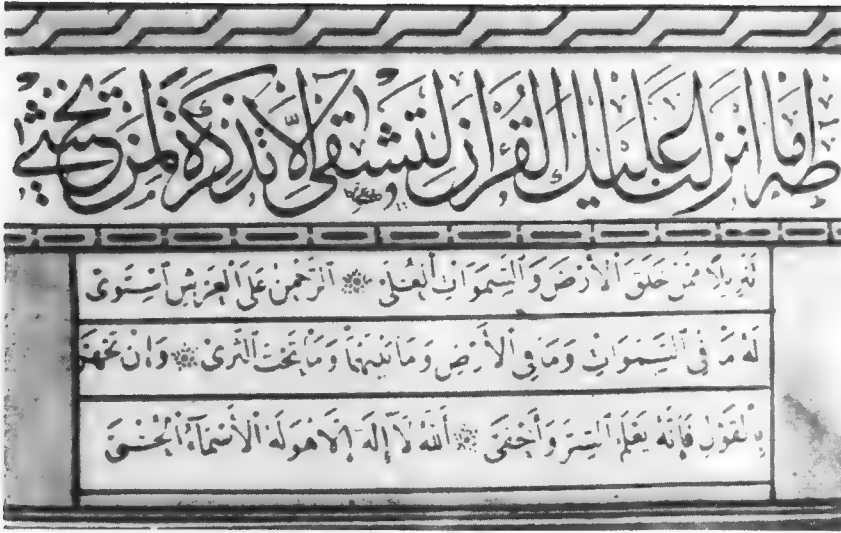 طه ما انزلنا عليك القرآن لتشقى الا تذكرة لمن يخشى
تنزيلا ممن خلق الأرض والسموات العلى الرحمن على العرش استوى
له ما في السموات وما في الأرض وما بينهما وما تحت الثرى وان تجهر
بالقول فانه يعلم السر وأخفى الله لا إله إلا هو له الأسماء الحسنى